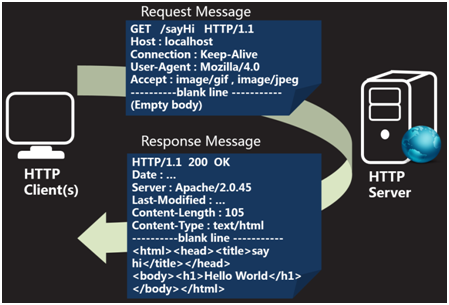 Request Message
GET /sayHi HTTP/1.1
Host : localhost
Connection : Keep-Alive
User-Agent : Mozilla/4.0
Accept : image/gif , image/jpeg
----------blank line -----------
(Empty body)
HTTP
Client(s)
HTTP
Server
Response Message
HTTP/1.1 200 OK
Date : ...
Server : Apache/2.0.45
Last-Modified : ...
Content-Length : 105
Content-Type : text/html
----------blank line -----------
<html><head><title>say
hi</title></head>
<body><h1>Hello World</h1>
</body></html>